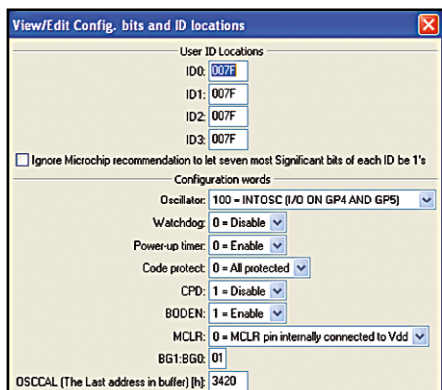 View/Edit Config. bits and ID locations
User ID Locations
ID0: 007F
ID1: 007F
ID2: 007F
ID3: 007F
Ignore Microchip recommendation to let seven most Significant bits of each ID be 1's
Configuration words
Oscillator: 100 = INTOSC (I/O ON GP4 AND GP5)
Watchdog: 0 = Disable
Power-up timer: 0 = Enable
Code protect: 0 = All protected
CPD: 1 = Disable
BODEN: 1 = Enable
MCLR: 0 = MCLR pin internally connected to Vdd
BG1:BG0: 01
OSCCAL (The Last address in buffer) [h]: 3420